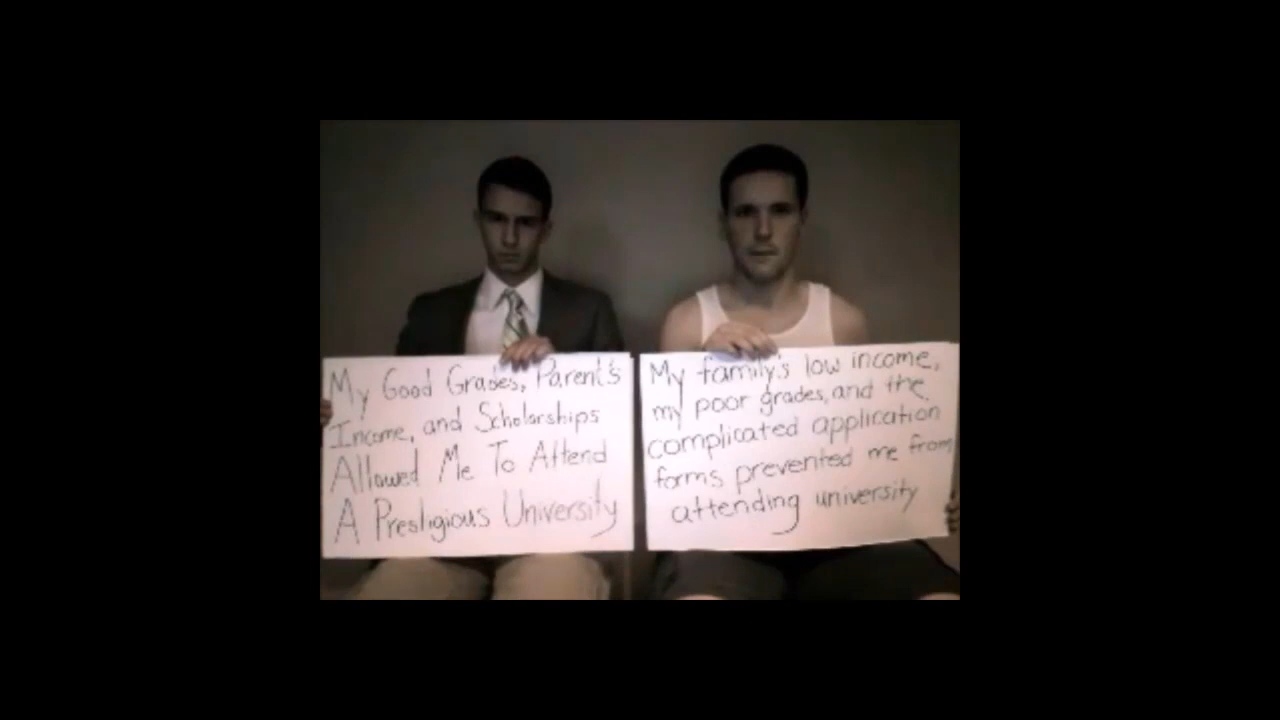 My Good Grades, Parent's
Income, and Scholarships
Allowed Me To Attend
A Prestigious University
My family's low income,
my poor grades, and the
complicated application
forms prevented me from
attending university